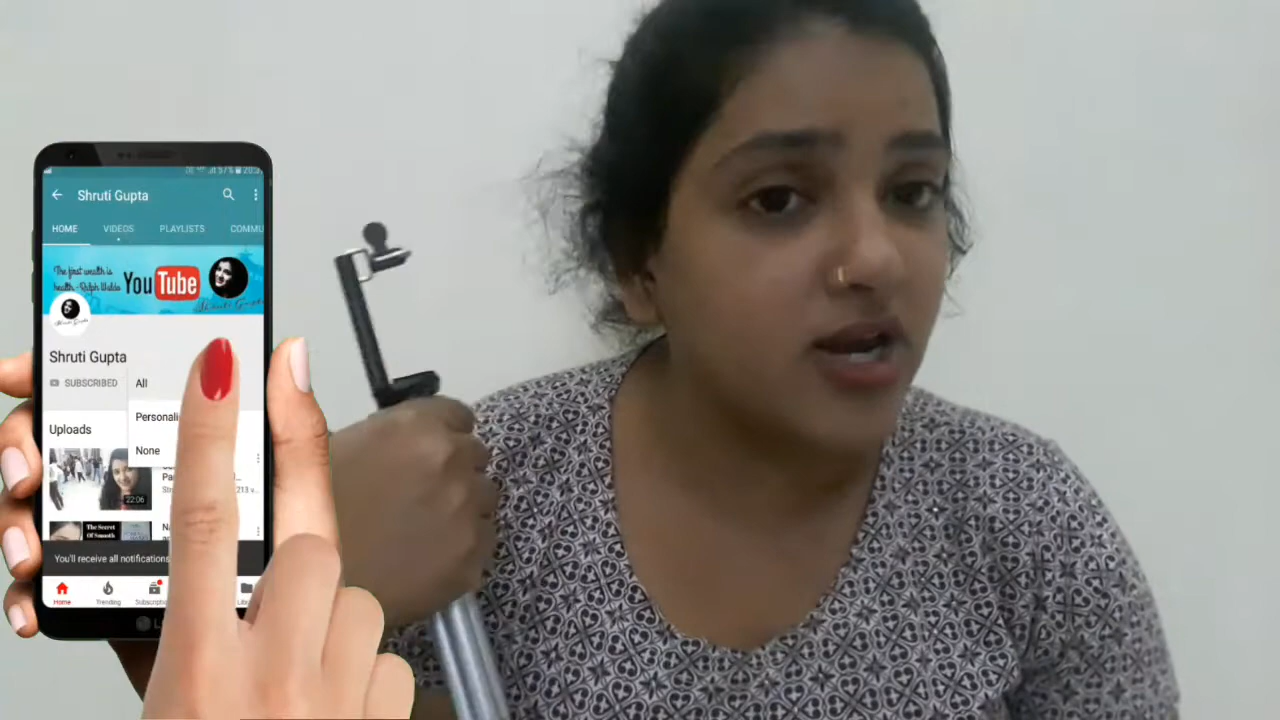 Shruti Gupta
HOME VIDEOS PLAYLISTS COMMU
The first wealth is
health - Ralph Waldo
YouTube
Shruti Gupta
SUBSCRIBED
All
Personali
None
Uploads
22:06
The Secret
Of Smooth
You'll receive all notifications
Home Trending